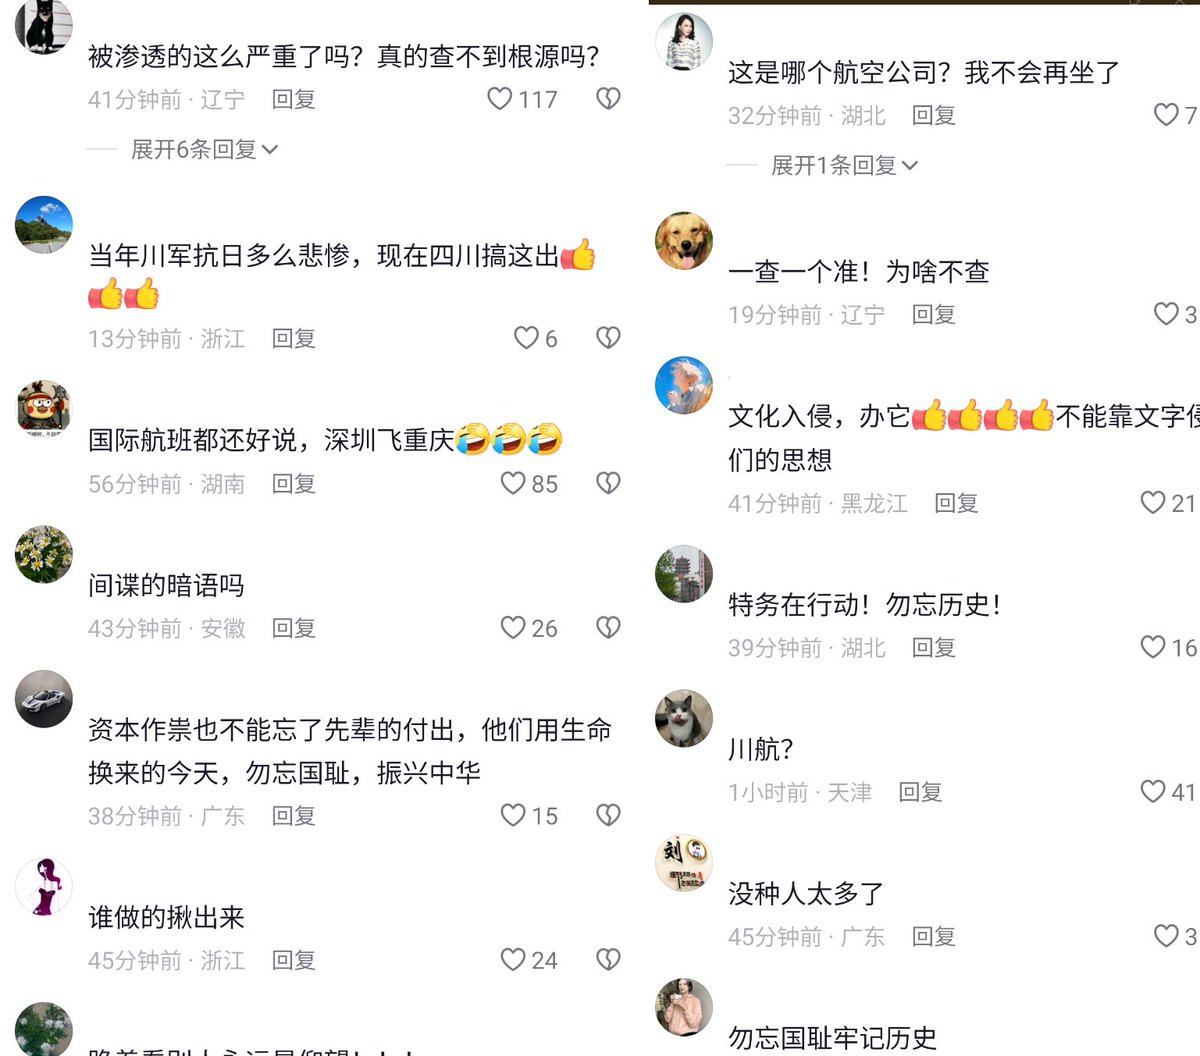 被渗透的这么严重了吗？真的查不到根源吗？
41分钟前 · 辽宁 回复 117
展开6条回复
当年川军抗日多么悲惨，现在四川搞这出👍
👍👍
13分钟前 · 浙江 回复 6
国际航班都还好说，深圳飞重庆🤣🤣🤣
56分钟前 · 湖南 回复 85
间谍的暗语吗
43分钟前 · 安徽 回复 26
资本作祟也不能忘了先辈的付出，他们用生命
换来的今天，勿忘国耻，振兴中华
38分钟前 · 广东 回复 15
谁做的揪出来
45分钟前 · 浙江 回复 24
这是哪个航空公司？我不会再坐了
32分钟前 · 湖北 回复 7
展开1条回复
一查一个准！为啥不查
19分钟前 · 辽宁 回复 3
文化入侵，办它👍👍👍👍不能靠文字侵
们的思想
41分钟前 · 黑龙江 回复 21
特务在行动！勿忘历史！
39分钟前 · 湖北 回复 16
川航？
1小时前 · 天津 回复 41
刘
没种人太多了
45分钟前 · 广东 回复 3
勿忘国耻牢记历史